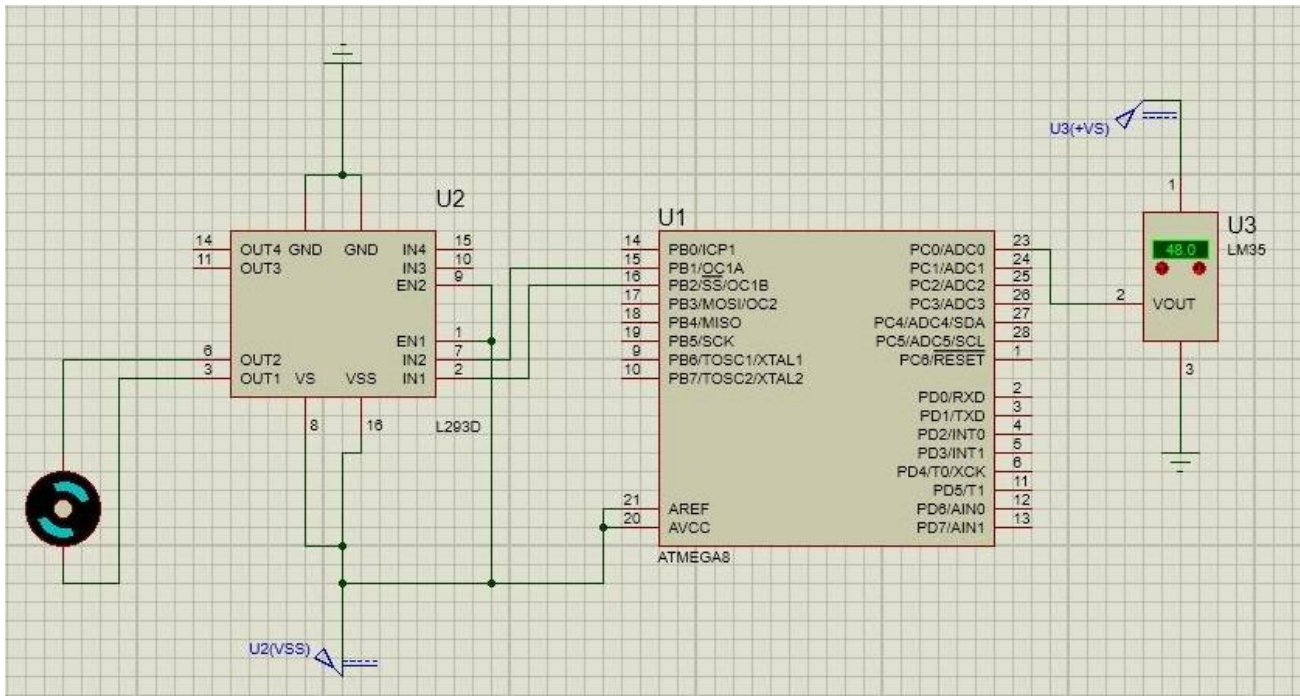 U3(+VS)
1
U3
LM35
48.0
2
VOUT
3
U2
14 OUT4 GND GND IN4 15
11 OUT3 IN3 10
EN2 9
EN1 1
6 OUT2 IN2 7
3 OUT1 VS VSS IN1 2
8 16
L293D
U2(VSS)
U1
14 PB0/ICP1 PC0/ADC0 23
15 PB1/OC1A PC1/ADC1 24
16 PB2/SS/OC1B PC2/ADC2 25
17 PB3/MOSI/OC2 PC3/ADC3 26
18 PB4/MISO PC4/ADC4/SDA 27
19 PB5/SCK PC5/ADC5/SCL 28
9 PB6/TOSC1/XTAL1 PC6/RESET 1
10 PB7/TOSC2/XTAL2
PD0/RXD 2
PD1/TXD 3
PD2/INT0 4
PD3/INT1 5
PD4/T0/XCK 6
PD5/T1 11
21 AREF PD6/AIN0 12
20 AVCC PD7/AIN1 13
ATMEGA8